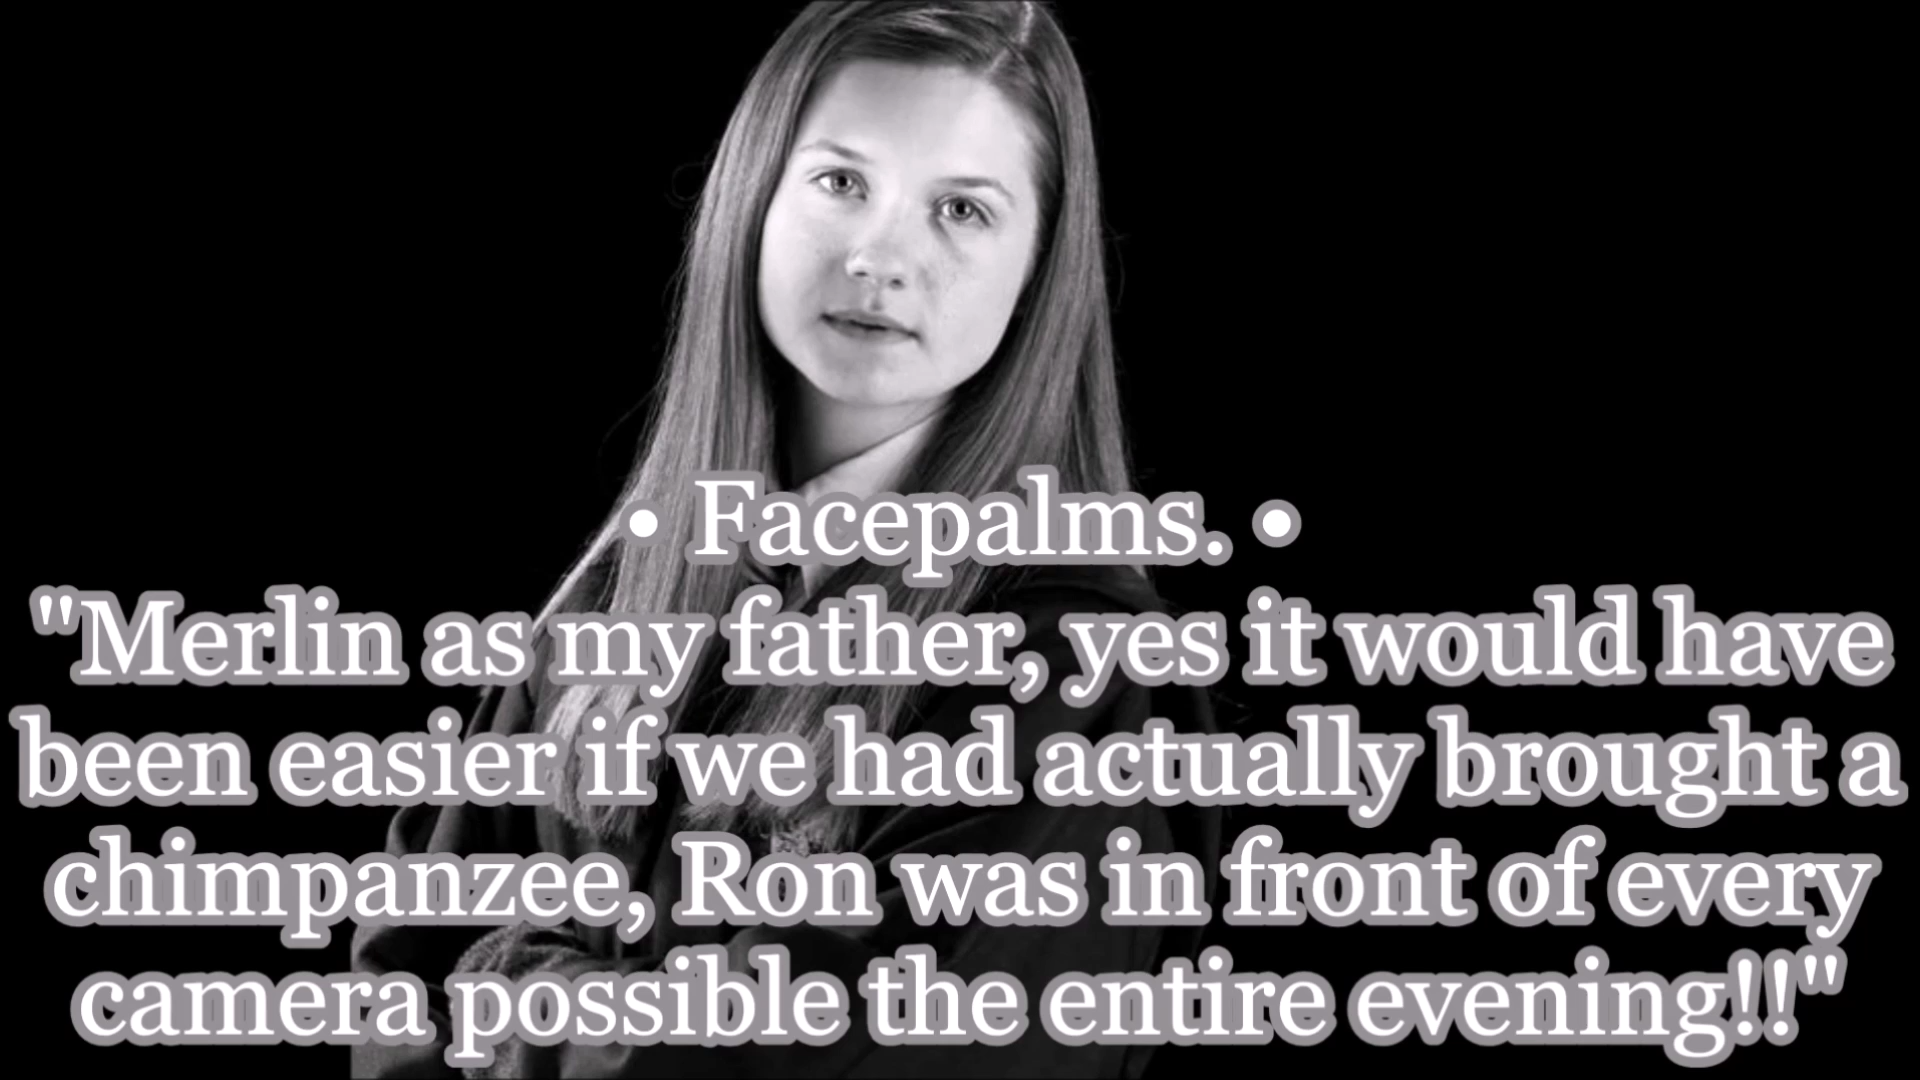 • Facepalms. •
"Merlin as my father, yes it would have
been easier if we had actually brought a
chimpanzee, Ron was in front of every
camera possible the entire evening!!"